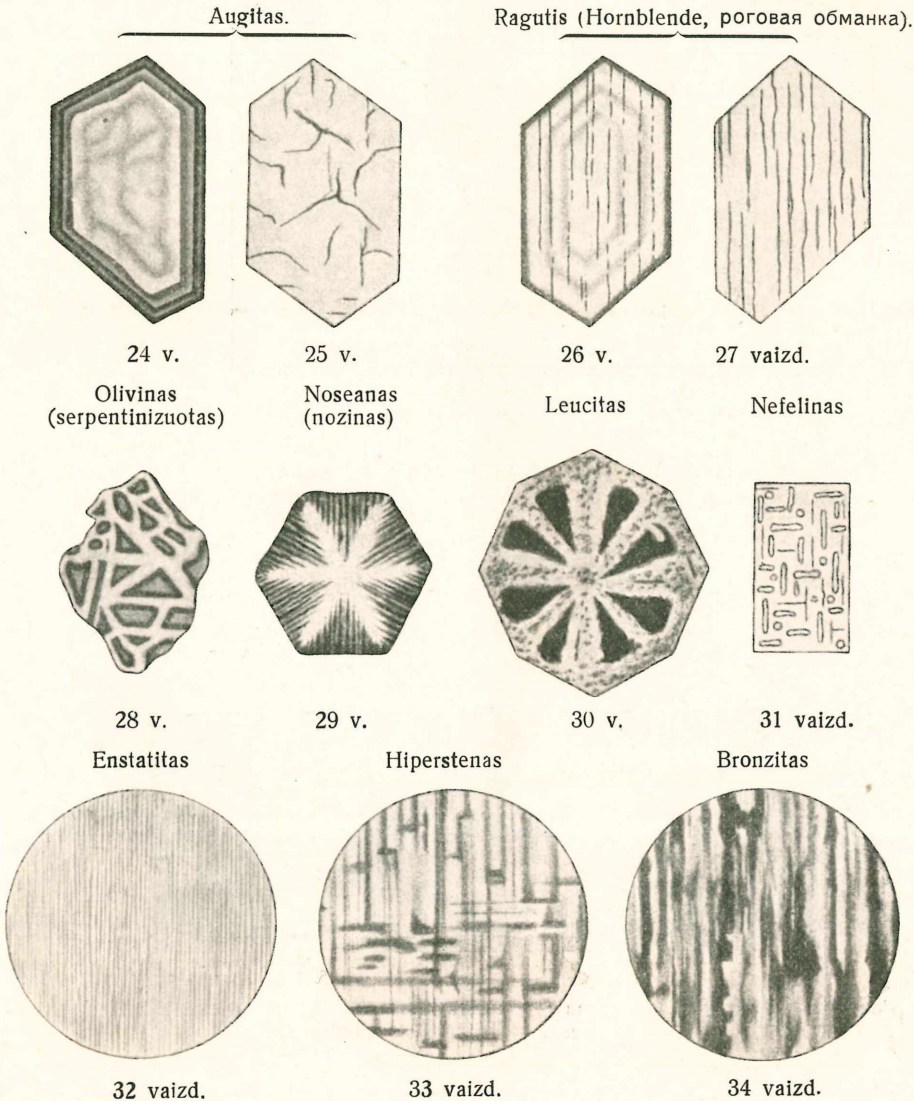 Augitas.
Ragutis (Hornblende, роговая обманка).
24 v.
25 v.
26 v.
27 vaizd.
Olivinas
(serpentinizuotas)
Noseanas
(nozinas)
Leucitas
Nefelinas
28 v.
29 v.
30 v.
31 vaizd.
Enstatitas
Hiperstenas
Bronzitas
32 vaizd.
33 vaizd.
34 vaizd.